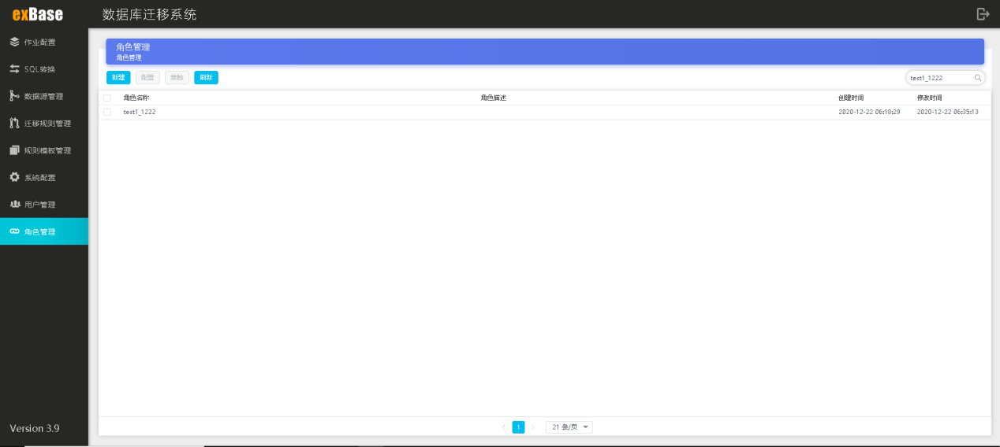 exBase
数据库迁移系统
作业配置
SQL转换
数据源管理
迁移规则管理
规则模板管理
系统配置
用户管理
角色管理
Version 3.9
角色管理
角色管理
新建 配置 删除 刷新
test1_1222
角色名称 角色描述 创建时间 修改时间
test1_1222 2020-12-22 06:18:29 2020-12-22 06:35:13
1 21 条/页